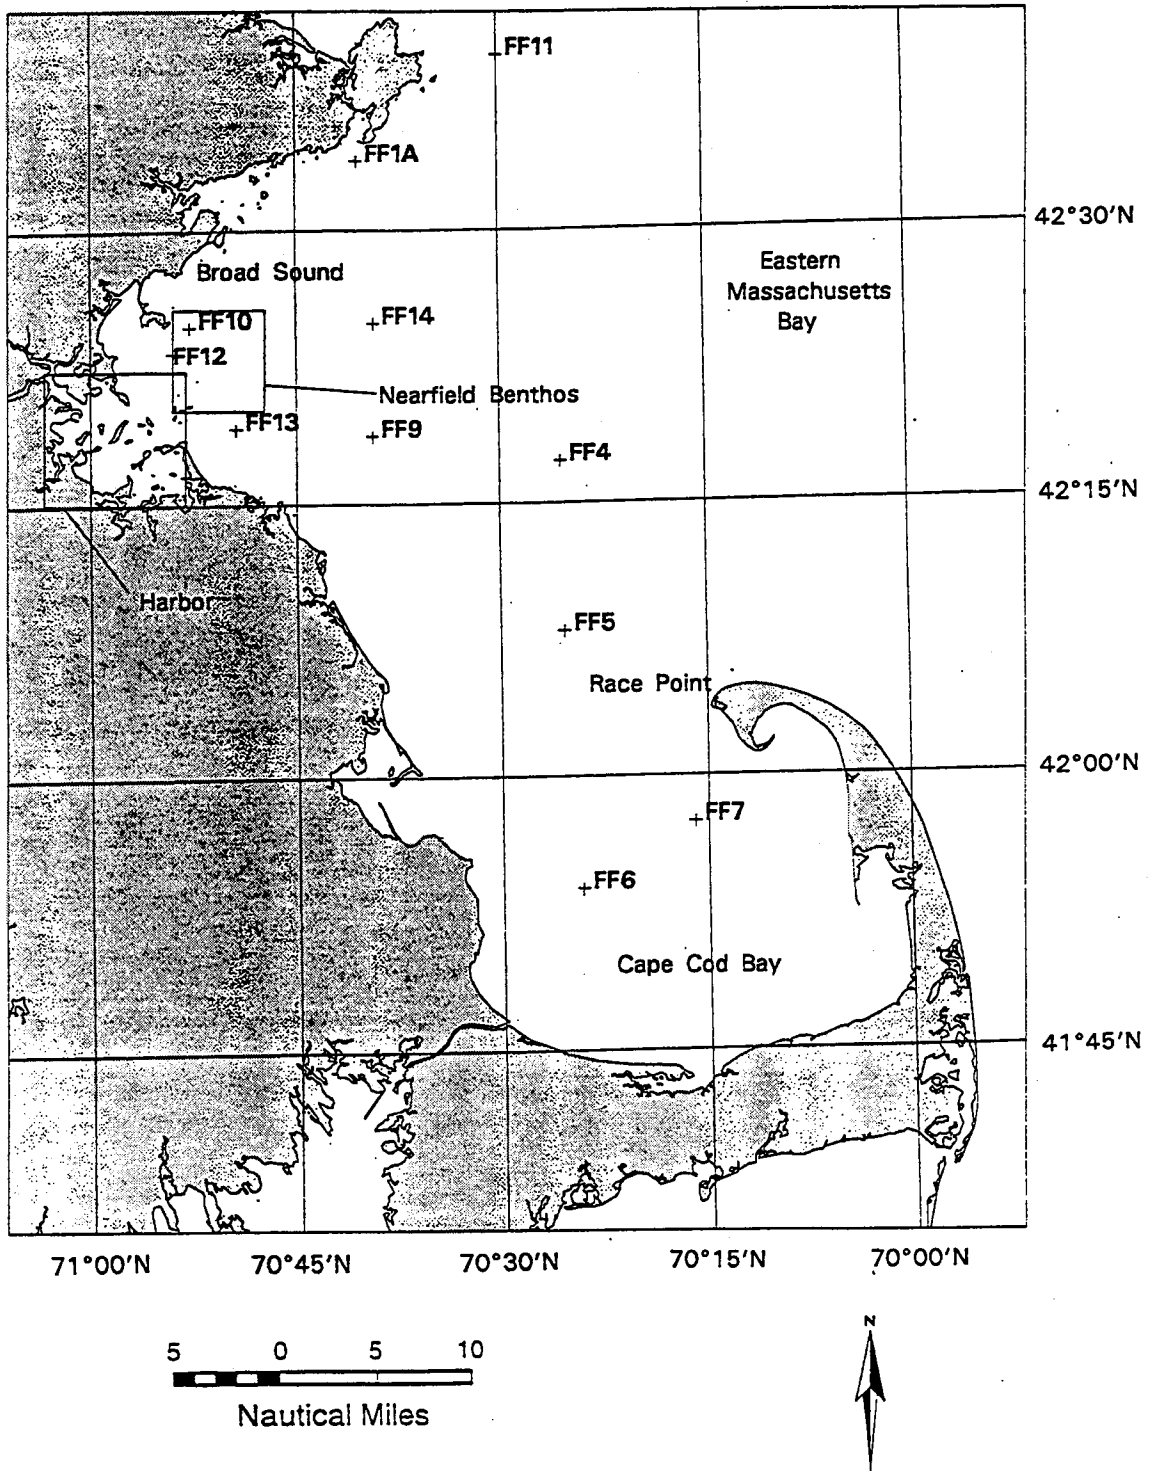 FF11
FF1A
42°30'N
Broad Sound
Eastern
Massachusetts
Bay
FF10
FF14
FF12
Nearfield Benthos
FF13
FF9
FF4
42°15'N
Harbor
FF5
Race Point
42°00'N
FF7
FF6
Cape Cod Bay
41°45'N
71°00'N 70°45'N 70°30'N 70°15'N 70°00'N
N
5 0 5 10
Nautical Miles